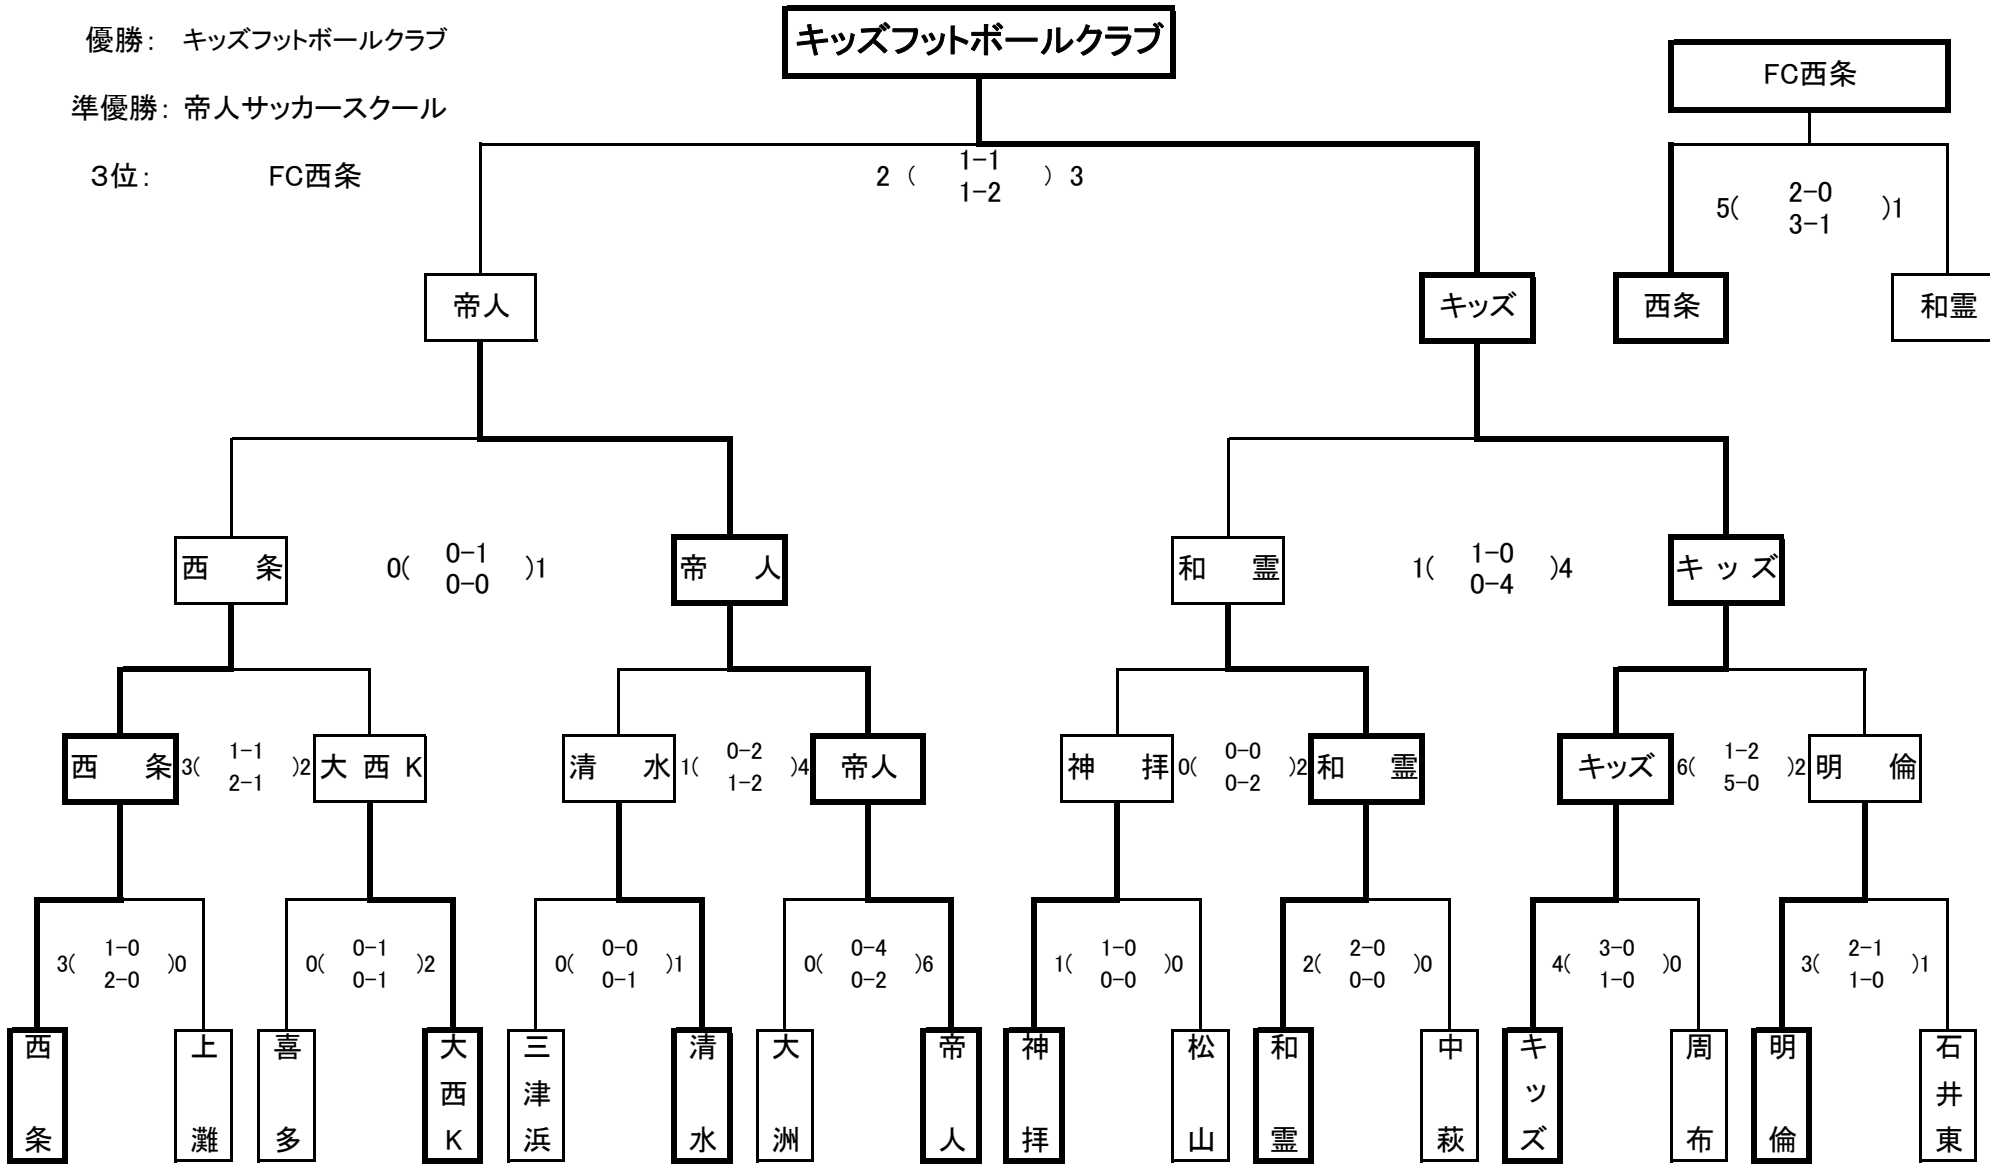 優勝： キッズフットボールクラブ
準優勝： 帝人サッカースクール
3位： FC西条
キッズフットボールクラブ
FC西条
2 ( 1-1 ) 3
1-2
5( 2-0 )1
3-1
帝人
キッズ
西条
和霊
西 条 0( 0-1 )1 帝 人
0-0
和 霊 1( 1-0 )4 キッズ
0-4
西 条 3( 1-1 )2 大西K
2-1
清 水 1( 0-2 )4 帝人
1-2
神 拝 0( 0-0 )2 和 霊
0-2
キッズ 6( 1-2 )2 明 倫
5-0
3( 1-0 )0
2-0
0( 0-1 )2
0-1
0( 0-0 )1
0-1
0( 0-4 )6
0-2
1( 1-0 )0
0-0
2( 2-0 )0
0-0
4( 3-0 )0
1-0
3( 2-1 )1
1-0
西条
上灘
喜多
大西K
三津浜
清水
大洲
帝人
神拝
松山
和霊
中萩
キッズ
周布
明倫
石井東